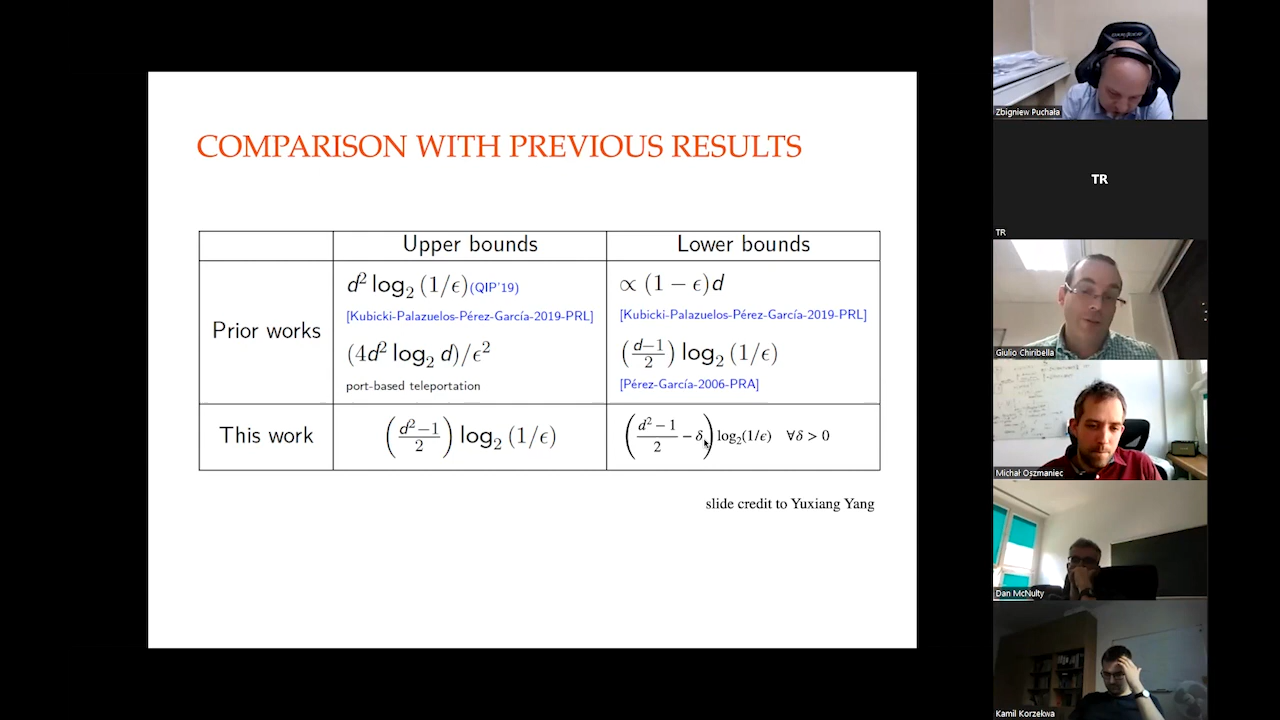 COMPARISON WITH PREVIOUS RESULTS
Upper bounds
Lower bounds
Prior works
d² log₂ (1/ϵ)(QIP'19)
[Kubicki-Palazuelos-Pérez-García-2019-PRL]
(4d² log₂ d)/ϵ²
port-based teleportation
∝ (1 − ϵ)d
[Kubicki-Palazuelos-Pérez-García-2019-PRL]
(d−1/2) log₂ (1/ϵ)
[Pérez-García-2006-PRA]
This work
(d²−1/2) log₂ (1/ϵ)
(d² − 1/2 − δ) log₂(1/ϵ) ∀δ > 0
slide credit to Yuxiang Yang
Zbigniew Puchała
TR
TR
Giulio Chiribella
Michał Oszmaniec
Dan McNulty
Kamil Korzekwa